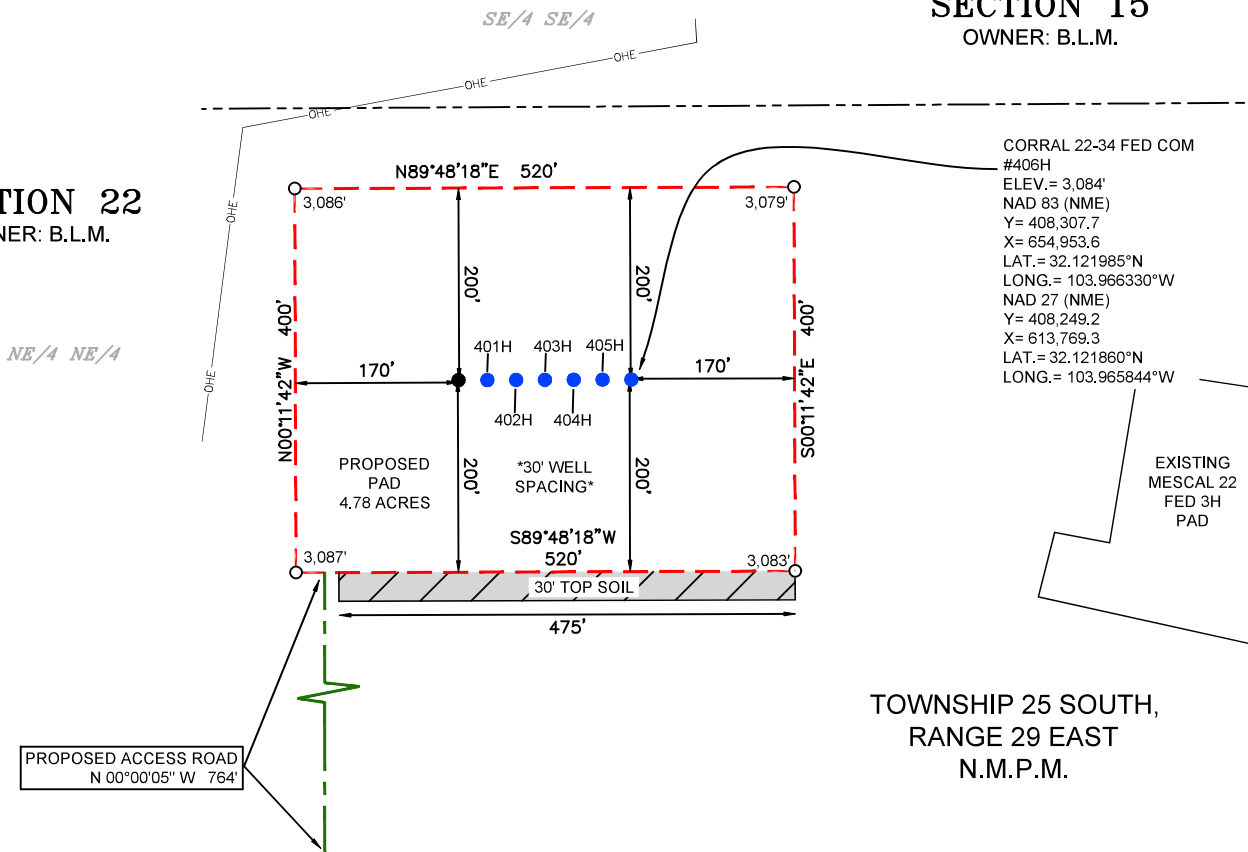 SE/4 SE/4
SECTION 15
OWNER: B.L.M.
OHE
OHE
OHE
OHE
OHE
TION 22
NER: B.L.M.
NE/4 NE/4
N89°48'18"E 520'
3,086'
3,079'
CORRAL 22-34 FED COM
#406H
ELEV.= 3,084'
NAD 83 (NME)
Y= 408,307.7
X= 654,953.6
LAT.= 32.121985°N
LONG.= 103.966330°W
NAD 27 (NME)
Y= 408,249.2
X= 613,769.3
LAT.= 32.121860°N
LONG.= 103.965844°W
N00°11'42"W 400'
200'
200'
S00°11'42"E 400'
170'
401H
403H
405H
170'
402H
404H
PROPOSED
PAD
4.78 ACRES
200'
*30' WELL
SPACING*
200'
EXISTING
MESCAL 22
FED 3H
PAD
S89°48'18"W
520'
3,087'
3,083'
30' TOP SOIL
475'
PROPOSED ACCESS ROAD
N 00°00'05" W 764'
TOWNSHIP 25 SOUTH,
RANGE 29 EAST
N.M.P.M.